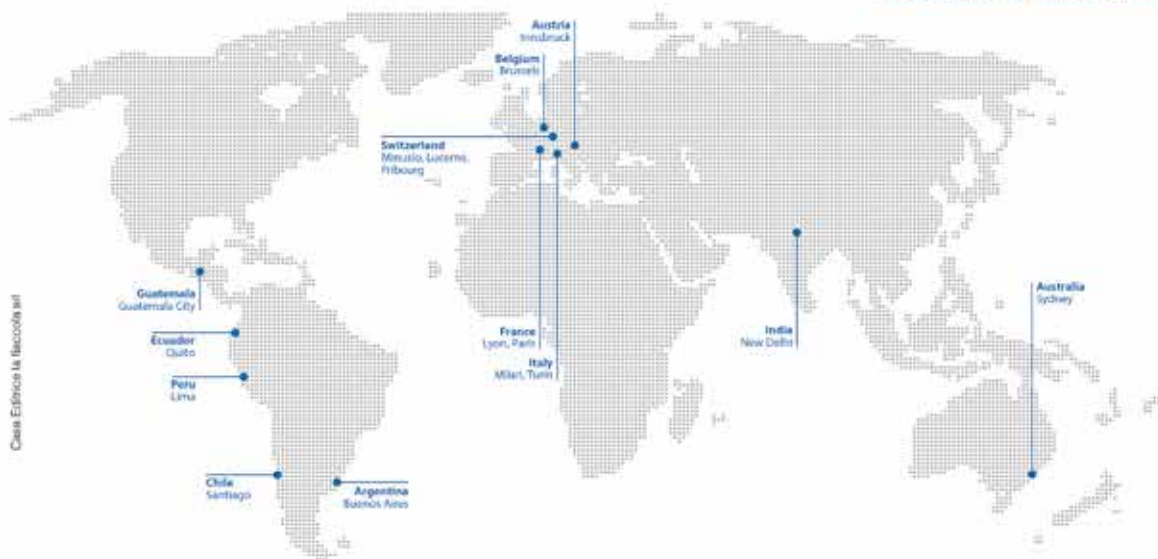 Austria
Innsbruck
Belgium
Brussels
Switzerland
Minusio, Lucerne,
Fribourg
Guatemala
Guatemala City
Ecuador
Quito
Peru
Lima
France
Lyon, Paris
Italy
Milan, Turin
India
New Delhi
Australia
Sydney
Chile
Santiago
Argentina
Buenos Aires
Casa Editrice la fiaccola srl